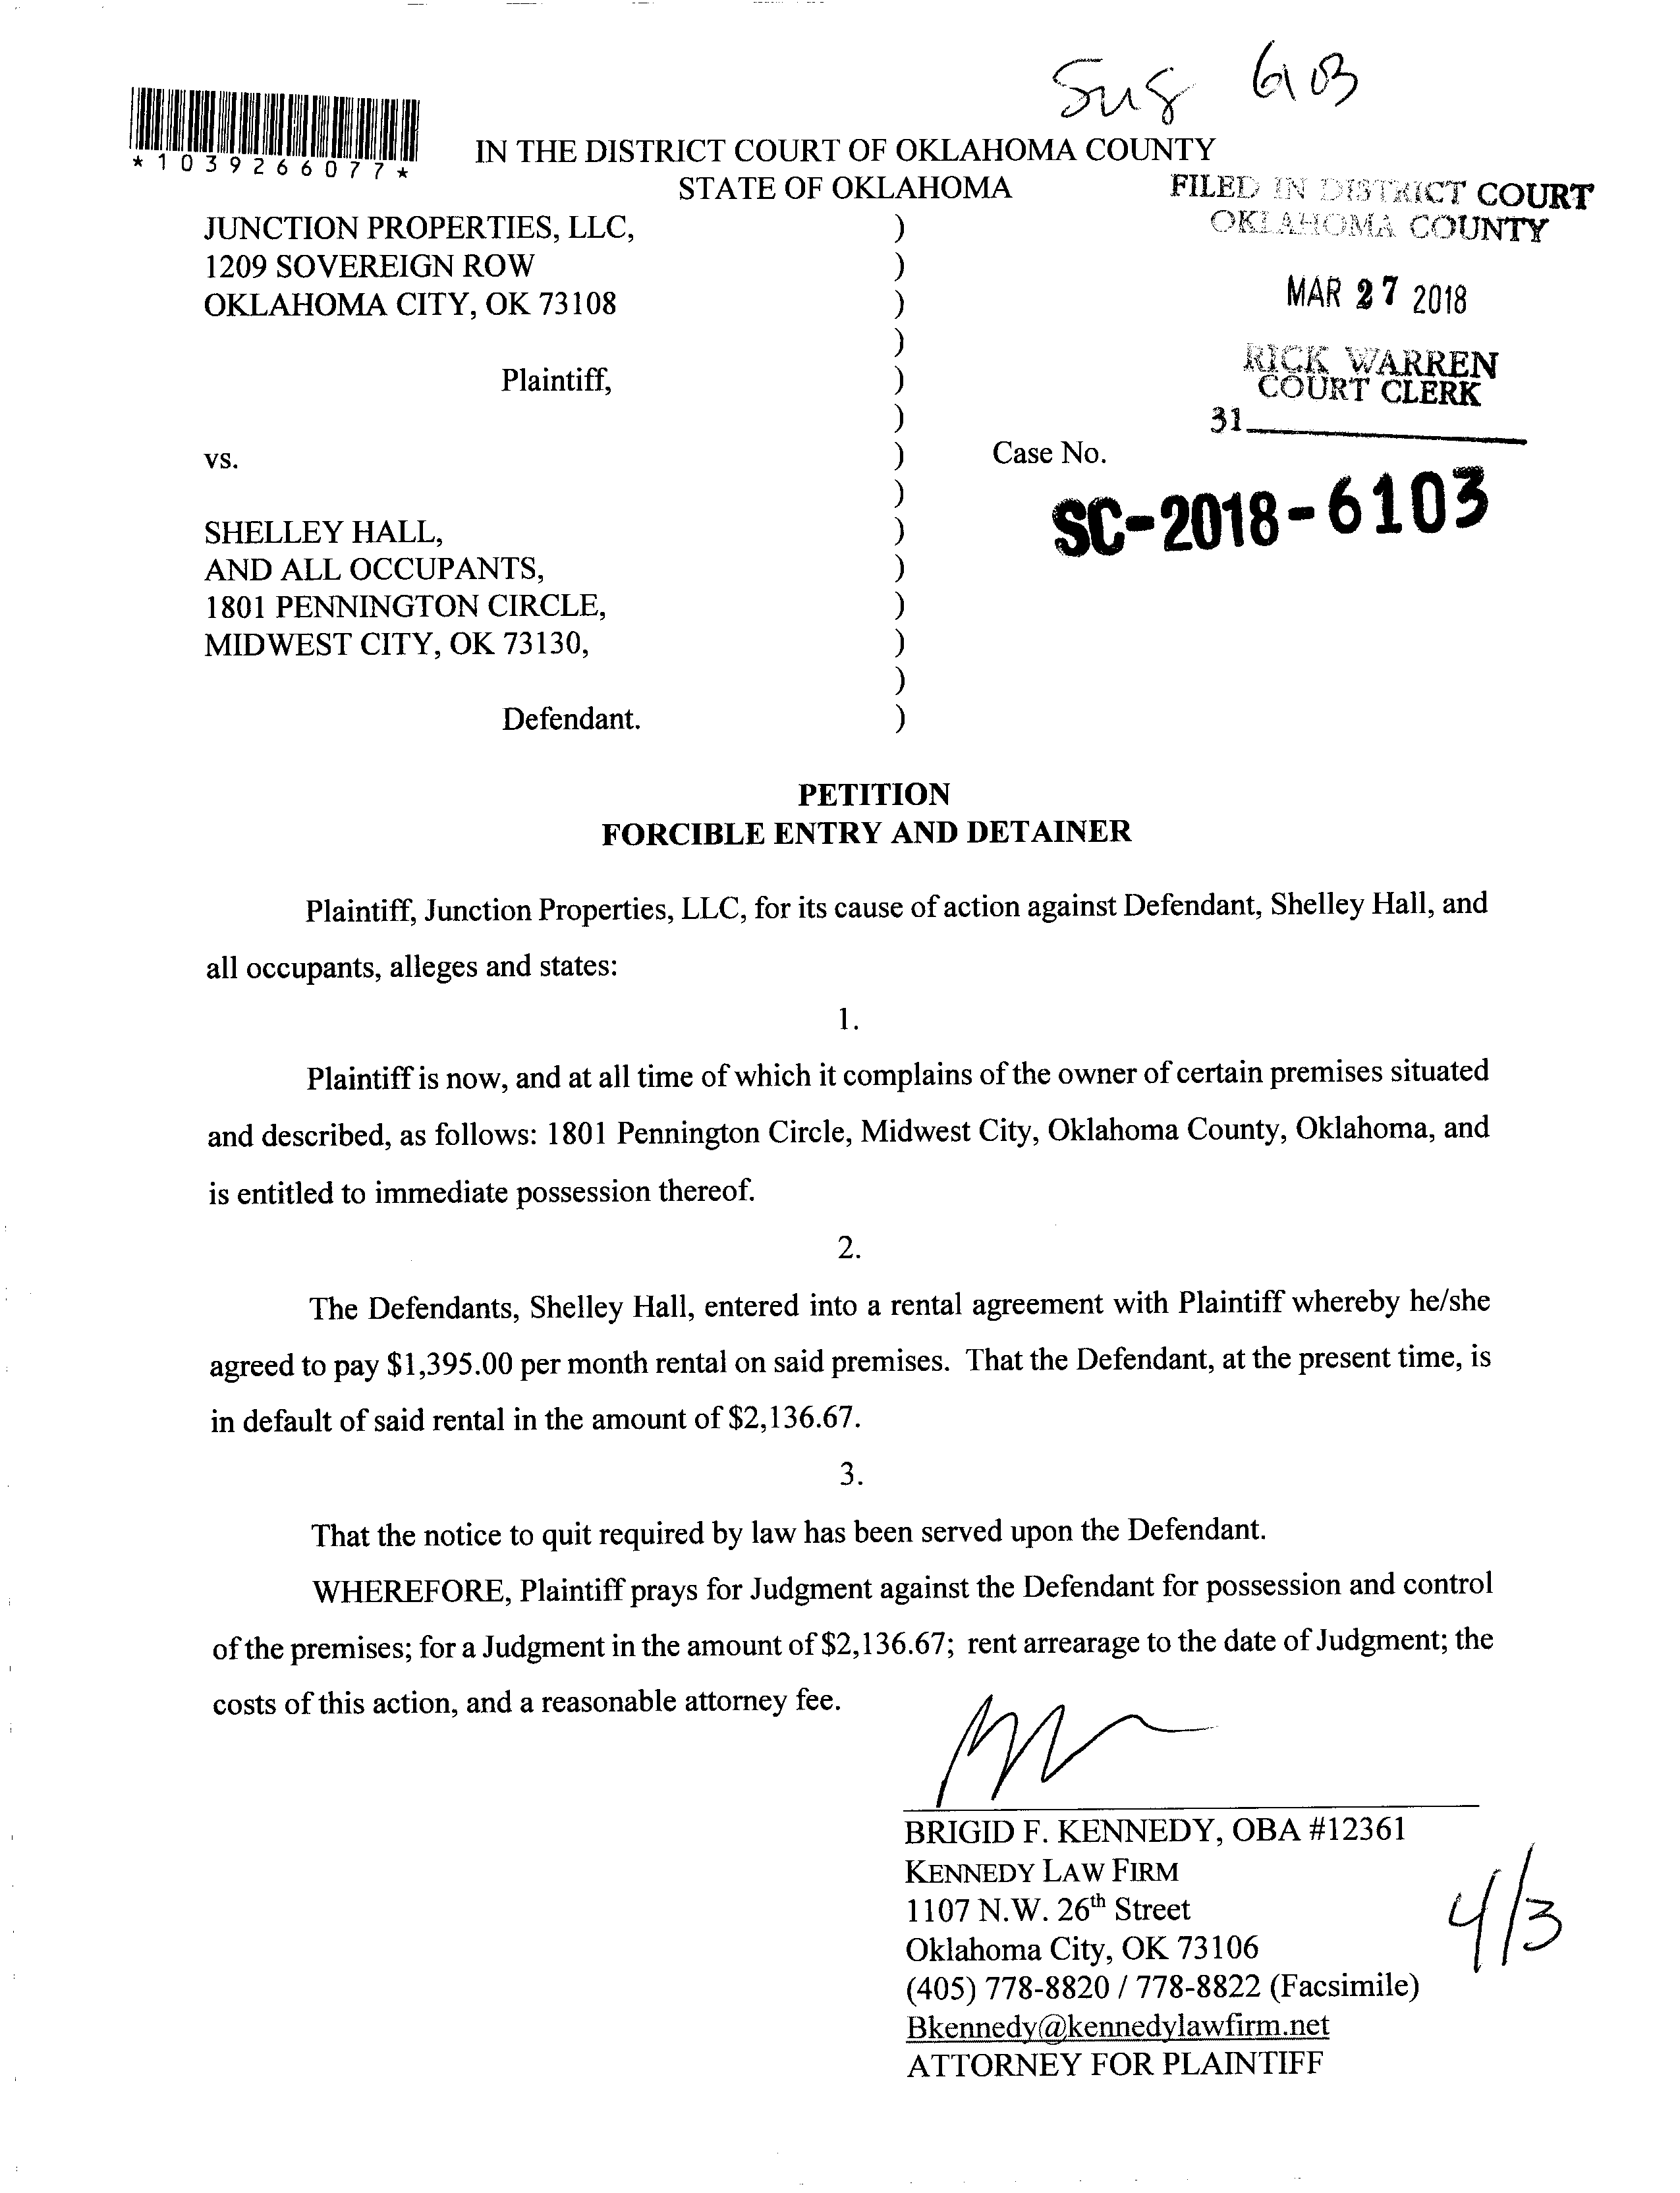 6103
*1039266077*
IN THE DISTRICT COURT OF OKLAHOMA COUNTY
STATE OF OKLAHOMA
FILED IN DISTRICT COURT
OKLAHOMA COUNTY
MAR 27 2018
RICK WARREN
COURT CLERK
31
JUNCTION PROPERTIES, LLC, )
1209 SOVEREIGN ROW )
OKLAHOMA CITY, OK 73108 )
)
Plaintiff, )
)
vs. ) Case No.
)
SC-2018-6103
SHELLEY HALL, )
AND ALL OCCUPANTS, )
1801 PENNINGTON CIRCLE, )
MIDWEST CITY, OK 73130, )
)
Defendant. )
PETITION
FORCIBLE ENTRY AND DETAINER
Plaintiff, Junction Properties, LLC, for its cause of action against Defendant, Shelley Hall, and
all occupants, alleges and states:
1.
Plaintiff is now, and at all time of which it complains of the owner of certain premises situated
and described, as follows: 1801 Pennington Circle, Midwest City, Oklahoma County, Oklahoma, and
is entitled to immediate possession thereof.
2.
The Defendants, Shelley Hall, entered into a rental agreement with Plaintiff whereby he/she
agreed to pay $1,395.00 per month rental on said premises. That the Defendant, at the present time, is
in default of said rental in the amount of $2,136.67.
3.
That the notice to quit required by law has been served upon the Defendant.
WHEREFORE, Plaintiff prays for Judgment against the Defendant for possession and control
of the premises; for a Judgment in the amount of $2,136.67; rent arrearage to the date of Judgment; the
costs of this action, and a reasonable attorney fee.
BRIGID F. KENNEDY, OBA #12361
KENNEDY LAW FIRM
1107 N.W. 26th Street
Oklahoma City, OK 73106
(405) 778-8820 / 778-8822 (Facsimile)
Bkennedy@kennedylawfirm.net
ATTORNEY FOR PLAINTIFF
4/3